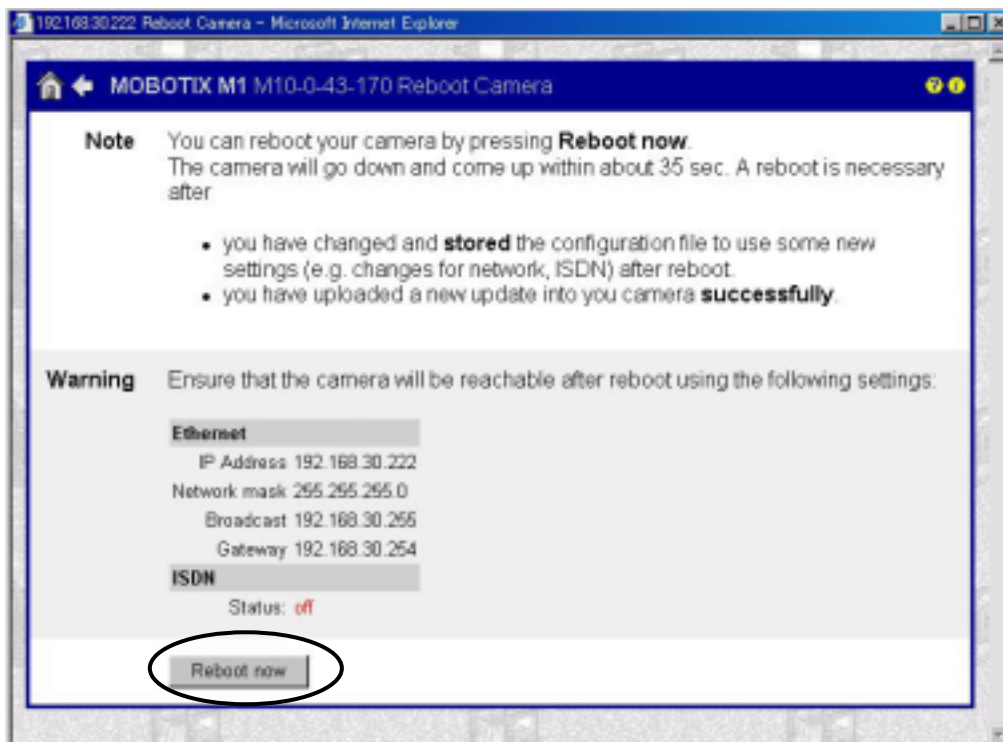 192.168.30.222 Reboot Camera - Microsoft Internet Explorer
MOBOTIX M1 M10-0-43-170 Reboot Camera
Note
You can reboot your camera by pressing Reboot now.
The camera will go down and come up within about 35 sec. A reboot is necessary
after
• you have changed and stored the configuration file to use some new
settings (e.g. changes for network, ISDN) after reboot.
• you have uploaded a new update into you camera successfully.
Warning
Ensure that the camera will be reachable after reboot using the following settings:
Ethernet
IP Address 192.168.30.222
Network mask 255.255.255.0
Broadcast 192.168.30.255
Gateway 192.168.30.254
ISDN
Status: off
Reboot now